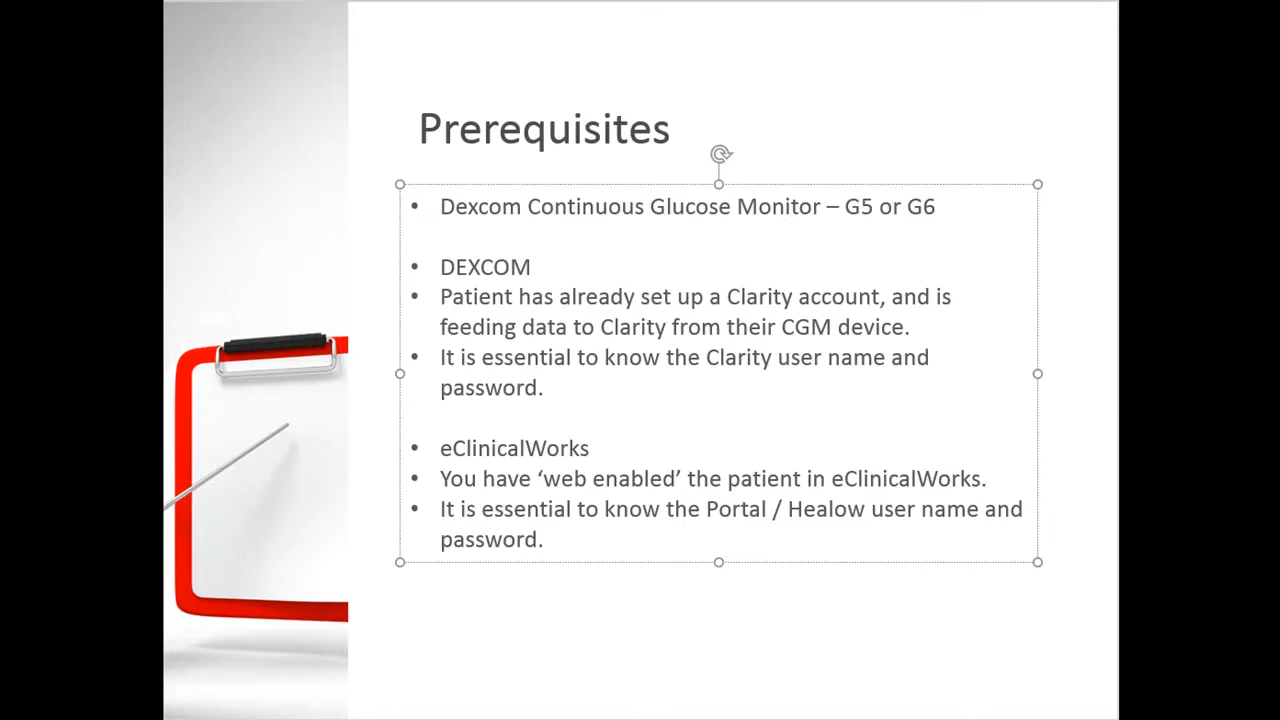 Prerequisites
• Dexcom Continuous Glucose Monitor – G5 or G6
• DEXCOM
• Patient has already set up a Clarity account, and is
feeding data to Clarity from their CGM device.
• It is essential to know the Clarity user name and
password.
• eClinicalWorks
• You have ‘web enabled’ the patient in eClinicalWorks.
• It is essential to know the Portal / Healow user name and
password.